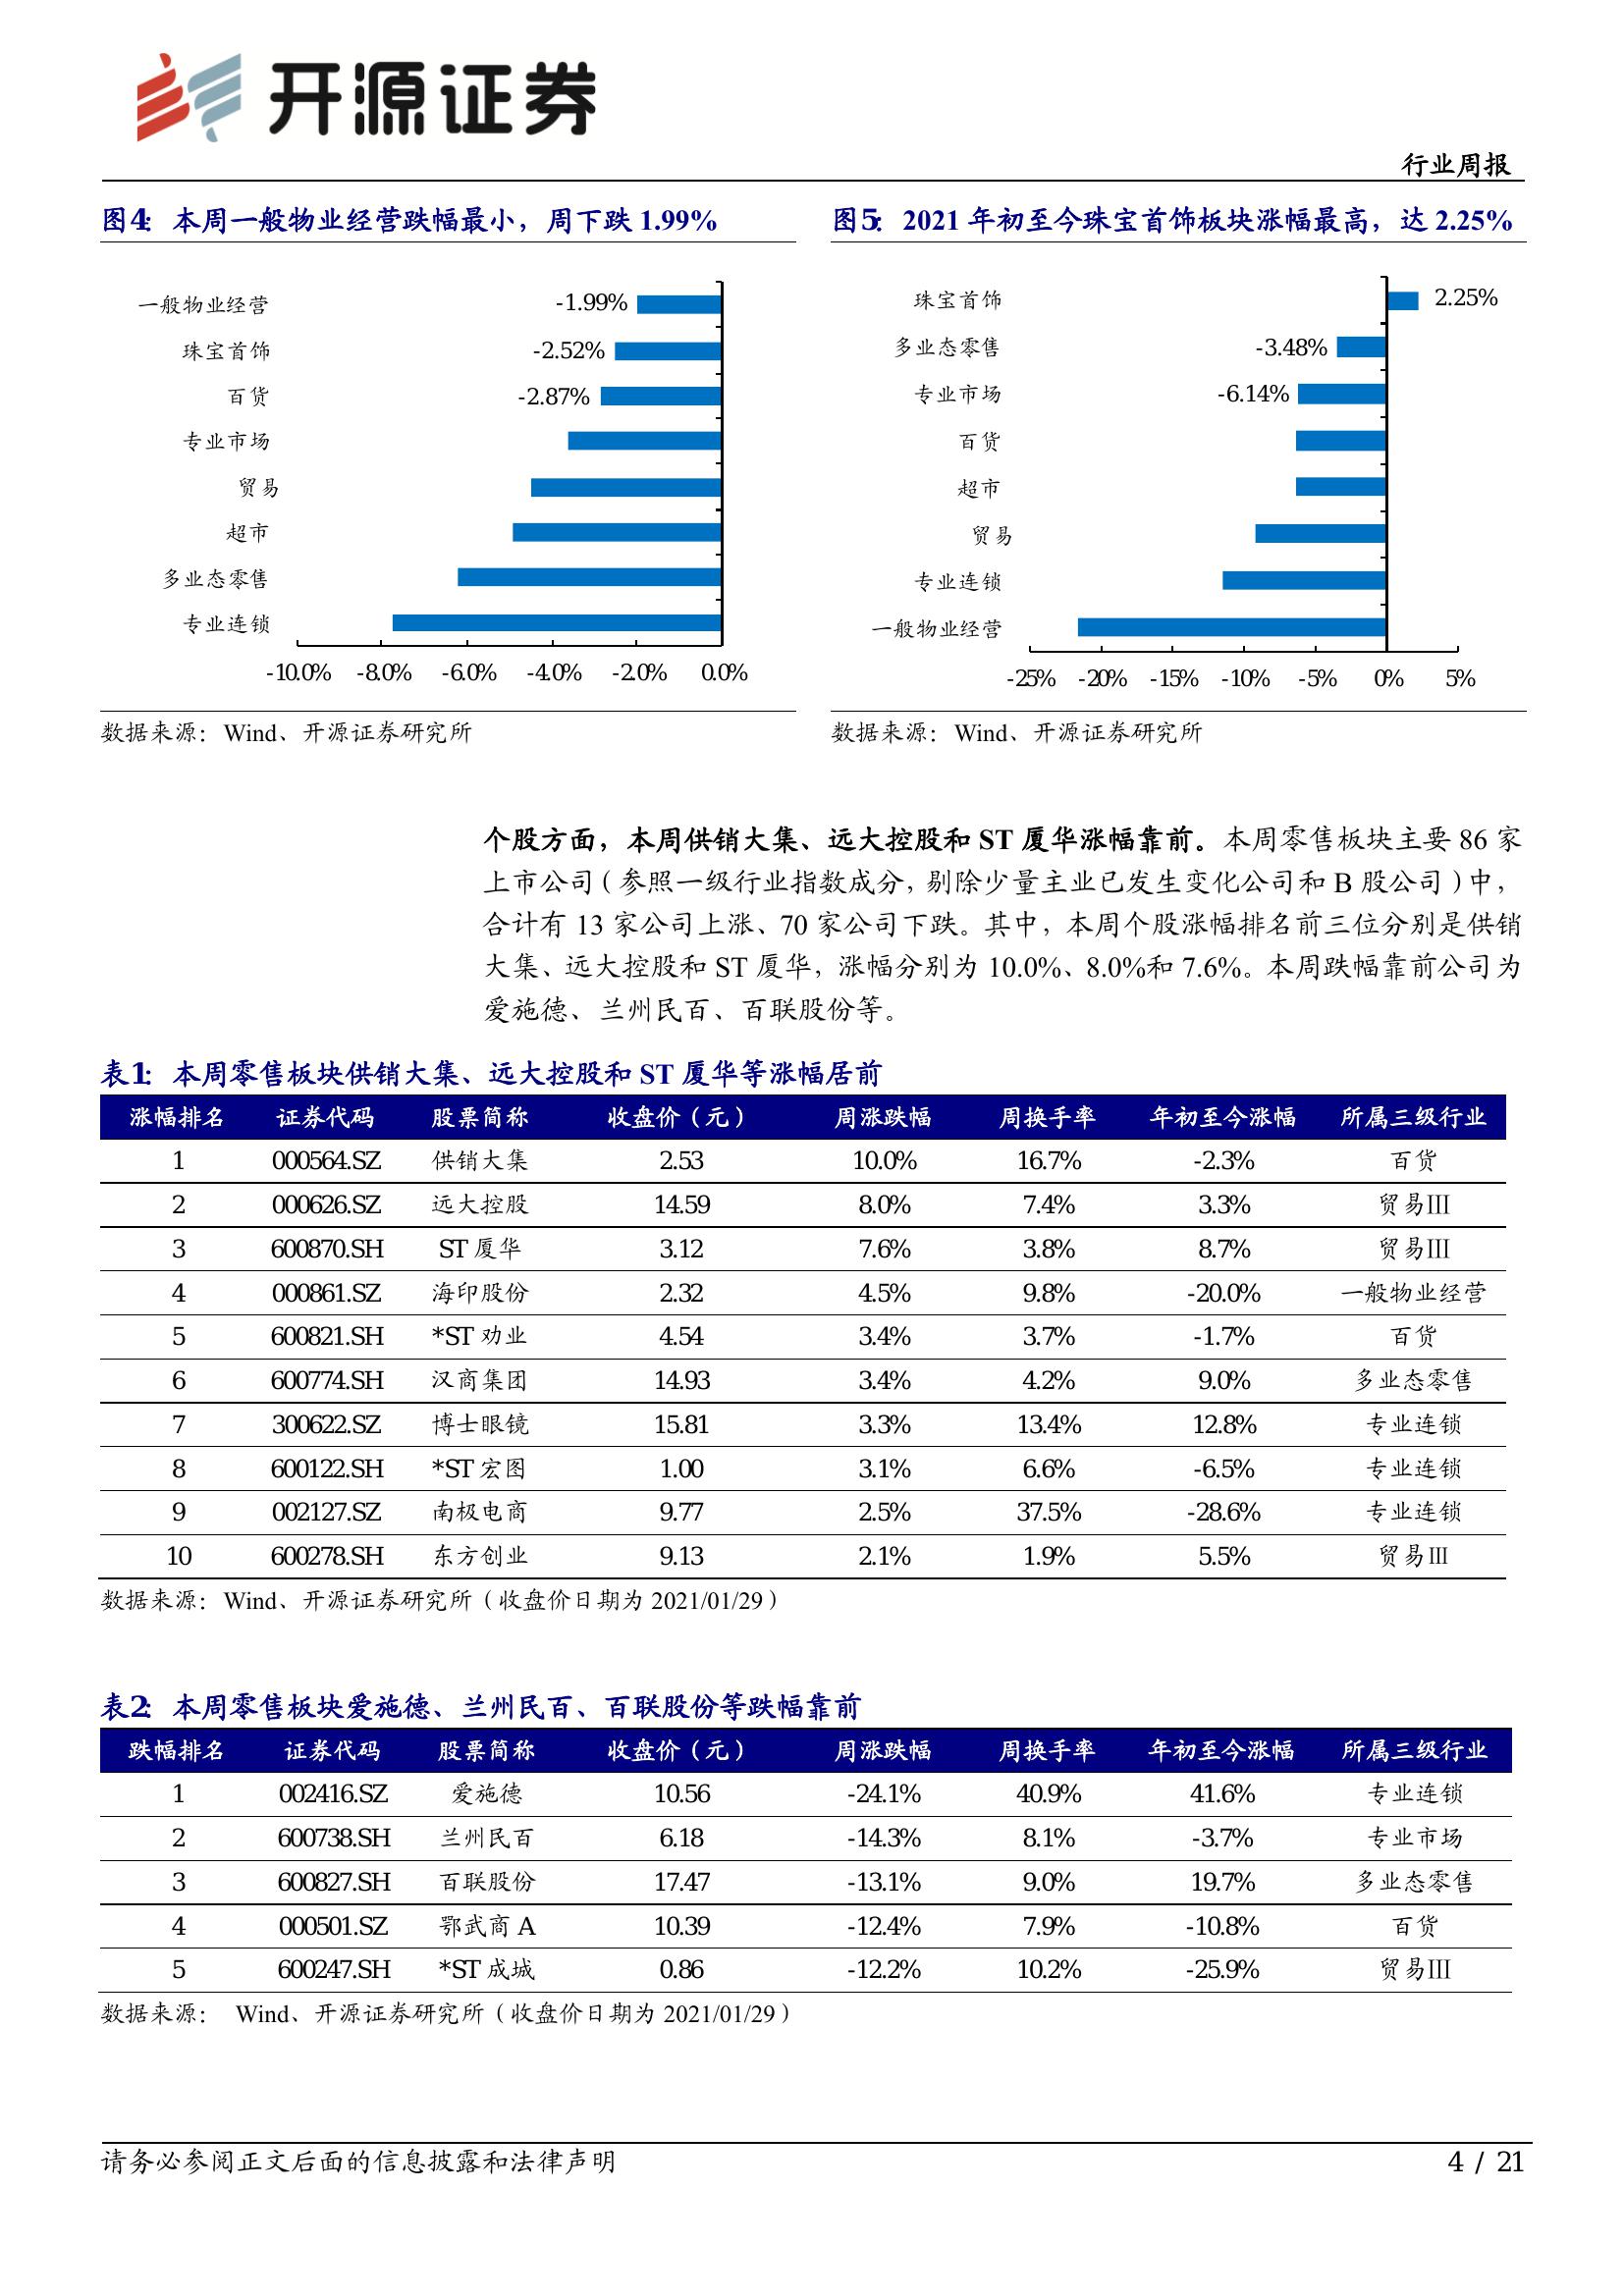 开源证券
行业周报
图4: 本周一般物业经营跌幅最小，周下跌 1.99%
一般物业经营 -1.99%
珠宝首饰 -2.52%
百货 -2.87%
专业市场
贸易
超市
多业态零售
专业连锁
-10.0% -8.0% -6.0% -4.0% -2.0% 0.0%
数据来源：Wind、开源证券研究所
图5: 2021 年初至今珠宝首饰板块涨幅最高，达 2.25%
珠宝首饰 2.25%
多业态零售 -3.48%
专业市场 -6.14%
百货
超市
贸易
专业连锁
一般物业经营
-25% -20% -15% -10% -5% 0% 5%
数据来源：Wind、开源证券研究所
个股方面，本周供销大集、远大控股和 ST 厦华涨幅靠前。本周零售板块主要 86 家
上市公司（参照一级行业指数成分，剔除少量主业已发生变化公司和 B 股公司）中，
合计有 13 家公司上涨、70 家公司下跌。其中，本周个股涨幅排名前三位分别是供销
大集、远大控股和 ST 厦华，涨幅分别为 10.0%、8.0%和 7.6%。本周跌幅靠前公司为
爱施德、兰州民百、百联股份等。
表1: 本周零售板块供销大集、远大控股和 ST 厦华等涨幅居前
涨幅排名 证券代码 股票简称 收盘价（元） 周涨跌幅 周换手率 年初至今涨幅 所属三级行业
1 000564.SZ 供销大集 2.53 10.0% 16.7% -2.3% 百货
2 000626.SZ 远大控股 14.59 8.0% 7.4% 3.3% 贸易III
3 600870.SH ST 厦华 3.12 7.6% 3.8% 8.7% 贸易III
4 000861.SZ 海印股份 2.32 4.5% 9.8% -20.0% 一般物业经营
5 600821.SH *ST 劝业 4.54 3.4% 3.7% -1.7% 百货
6 600774.SH 汉商集团 14.93 3.4% 4.2% 9.0% 多业态零售
7 300622.SZ 博士眼镜 15.81 3.3% 13.4% 12.8% 专业连锁
8 600122.SH *ST 宏图 1.00 3.1% 6.6% -6.5% 专业连锁
9 002127.SZ 南极电商 9.77 2.5% 37.5% -28.6% 专业连锁
10 600278.SH 东方创业 9.13 2.1% 1.9% 5.5% 贸易III
数据来源：Wind、开源证券研究所（收盘价日期为 2021/01/29）
表2: 本周零售板块爱施德、兰州民百、百联股份等跌幅靠前
跌幅排名 证券代码 股票简称 收盘价（元） 周涨跌幅 周换手率 年初至今涨幅 所属三级行业
1 002416.SZ 爱施德 10.56 -24.1% 40.9% 41.6% 专业连锁
2 600738.SH 兰州民百 6.18 -14.3% 8.1% -3.7% 专业市场
3 600827.SH 百联股份 17.47 -13.1% 9.0% 19.7% 多业态零售
4 000501.SZ 鄂武商 A 10.39 -12.4% 7.9% -10.8% 百货
5 600247.SH *ST 成城 0.86 -12.2% 10.2% -25.9% 贸易III
数据来源： Wind、开源证券研究所（收盘价日期为 2021/01/29）
请务必参阅正文后面的信息披露和法律声明
4 / 21